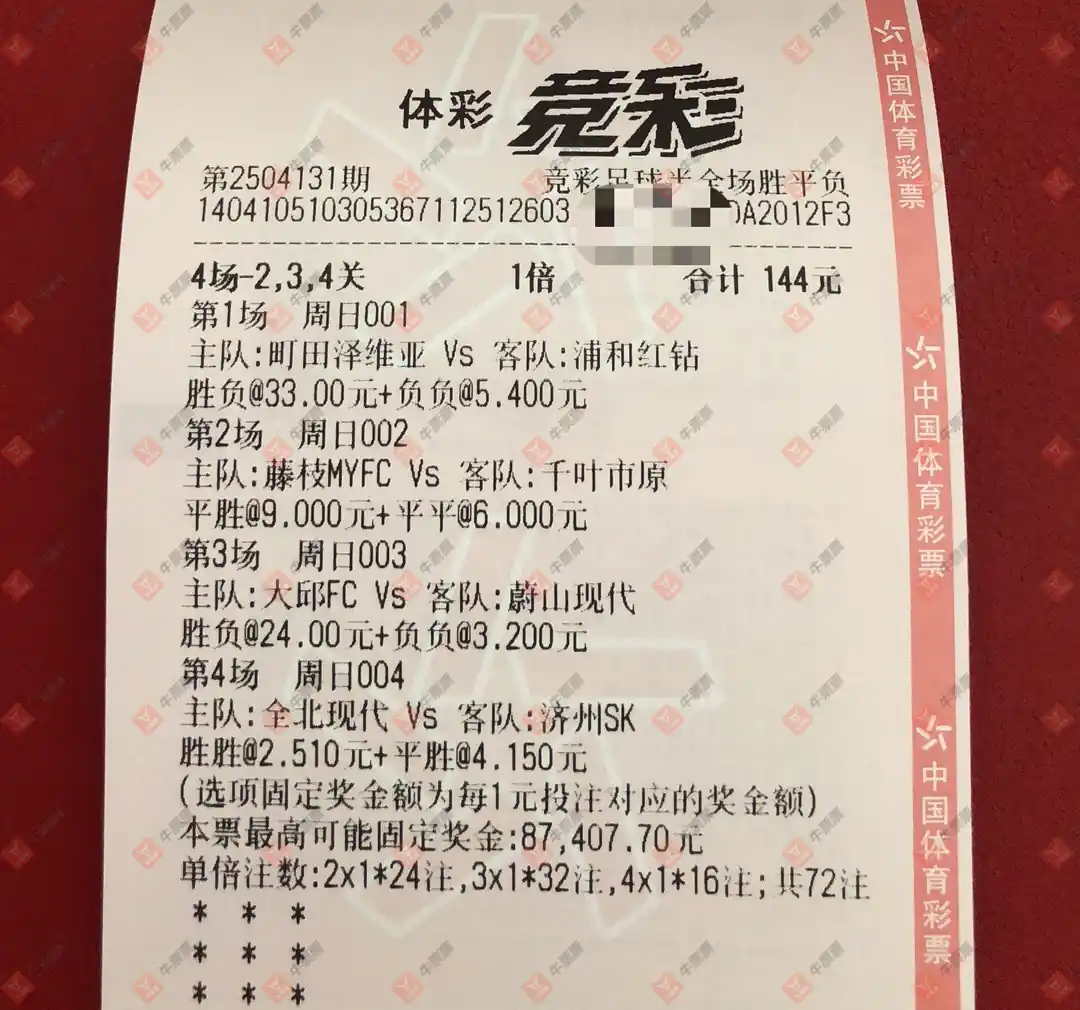 体彩 竞彩
第2504131期 竞彩足球半全场胜平负
140410510305367112512603 0A2012F3
4场-2,3,4关 1倍 合计 144元
第1场 周日001
主队:町田泽维亚 Vs 客队:浦和红钻
胜负@33.00元+负负@5.400元
第2场 周日002
主队:藤枝MYFC Vs 客队:千叶市原
平胜@9.000元+平平@6.000元
第3场 周日003
主队:大邱FC Vs 客队:蔚山现代
胜负@24.00元+负负@3.200元
第4场 周日004
主队:全北现代 Vs 客队:济州SK
胜胜@2.510元+平胜@4.150元
(选项固定奖金额为每1元投注对应的奖金额)
本票最高可能固定奖金:87,407.70元
单倍注数:2x1*24注,3x1*32注,4x1*16注;共72注
* * *
* * *
* * *
中国体育彩票
中国体育彩票
中国体育彩票
牛票票